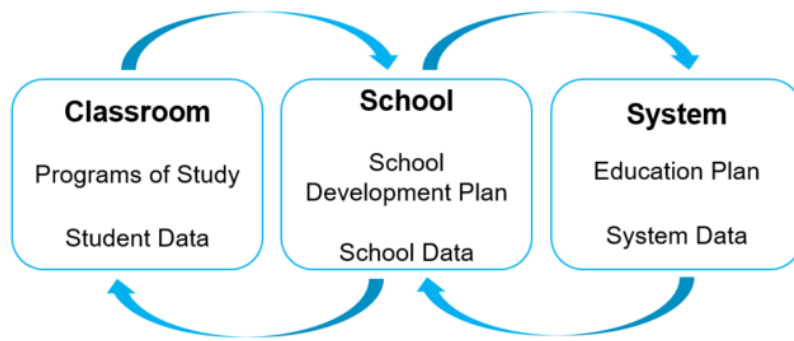 Classroom
Programs of Study
Student Data
School
School
Development Plan
School Data
System
Education Plan
System Data